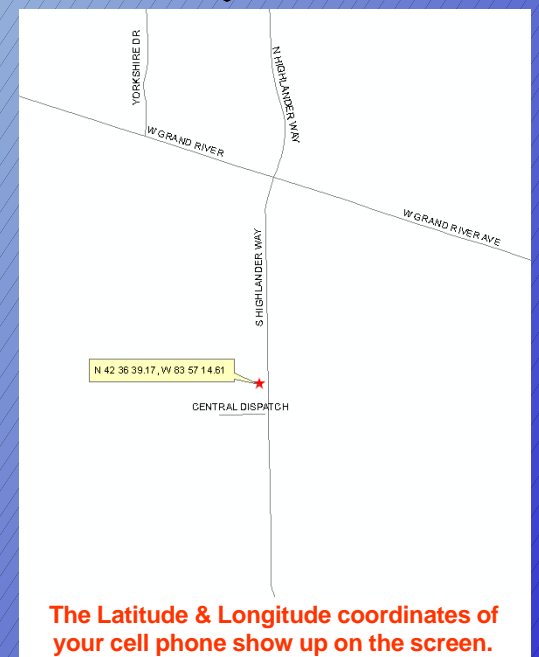 YORKSHIRE DR
N HIGHLANDER WAY
W GRAND RIVER
W GRAND RIVER AVE
S HIGHLANDER WAY
N 42 36 39.17, W 83 57 14.61
CENTRAL DISPATCH
The Latitude & Longitude coordinates of
your cell phone show up on the screen.